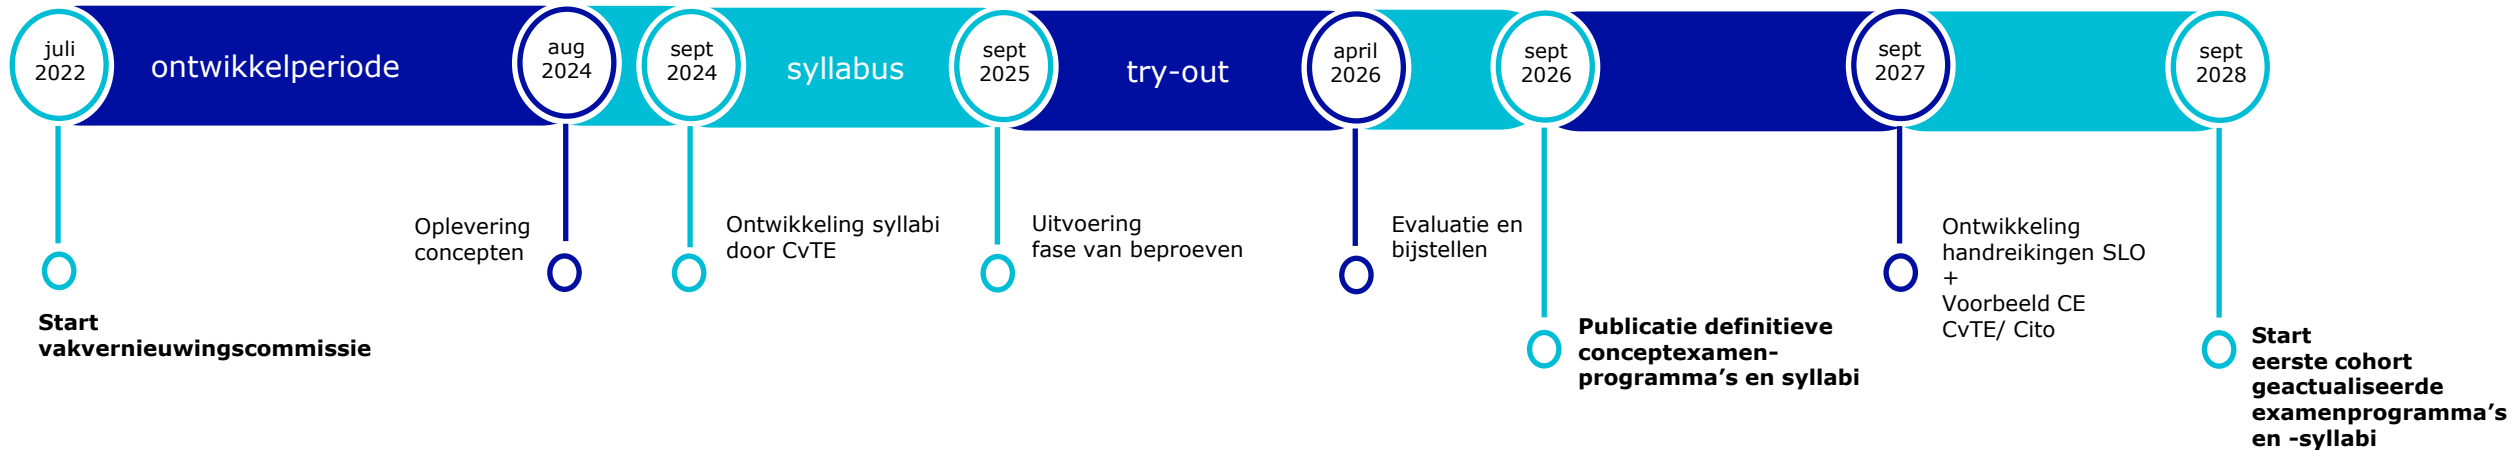 juli
2022
ontwikkelperiode
aug
2024
sept
2024
syllabus
sept
2025
try-out
april
2026
sept
2026
sept
2027
sept
2028
Start
vakvernieuwingscommissie
Oplevering
concepten
Ontwikkeling syllabi
door CvTE
Uitvoering
fase van beproeven
Evaluatie en
bijstellen
Publicatie definitieve
conceptexamen-
programma’s en syllabi
Ontwikkeling
handreikingen SLO
+
Voorbeeld CE
CvTE/ Cito
Start
eerste cohort
geactualiseerde
examenprogramma’s
en -syllabi